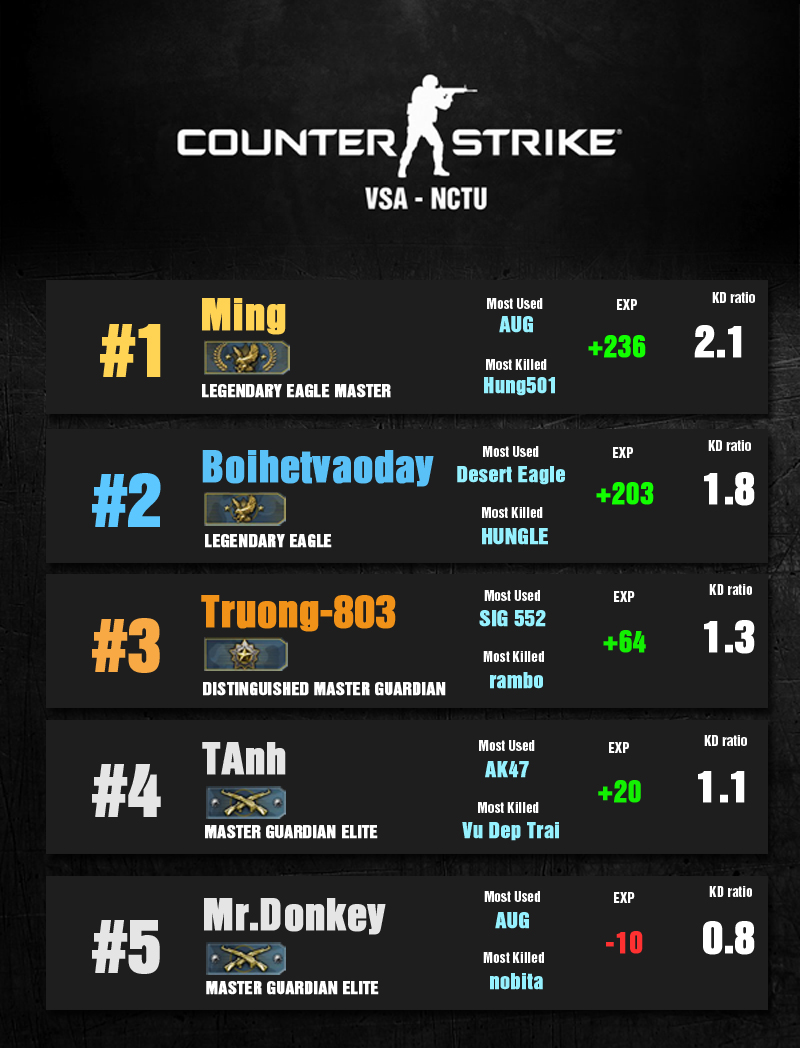 COUNTER STRIKE
VSA - NCTU
#1
Ming
LEGENDARY EAGLE MASTER
Most Used
AUG
Most Killed
Hung501
EXP
+236
KD ratio
2.1
#2
Boihetvaoday
LEGENDARY EAGLE
Most Used
Desert Eagle
Most Killed
HUNGLE
EXP
+203
KD ratio
1.8
#3
Truong-803
DISTINGUISHED MASTER GUARDIAN
Most Used
SIG 552
Most Killed
rambo
EXP
+64
KD ratio
1.3
#4
TAnh
MASTER GUARDIAN ELITE
Most Used
AK47
Most Killed
Vu Dep Trai
EXP
+20
KD ratio
1.1
#5
Mr.Donkey
MASTER GUARDIAN ELITE
Most Used
AUG
Most Killed
nobita
EXP
-10
KD ratio
0.8